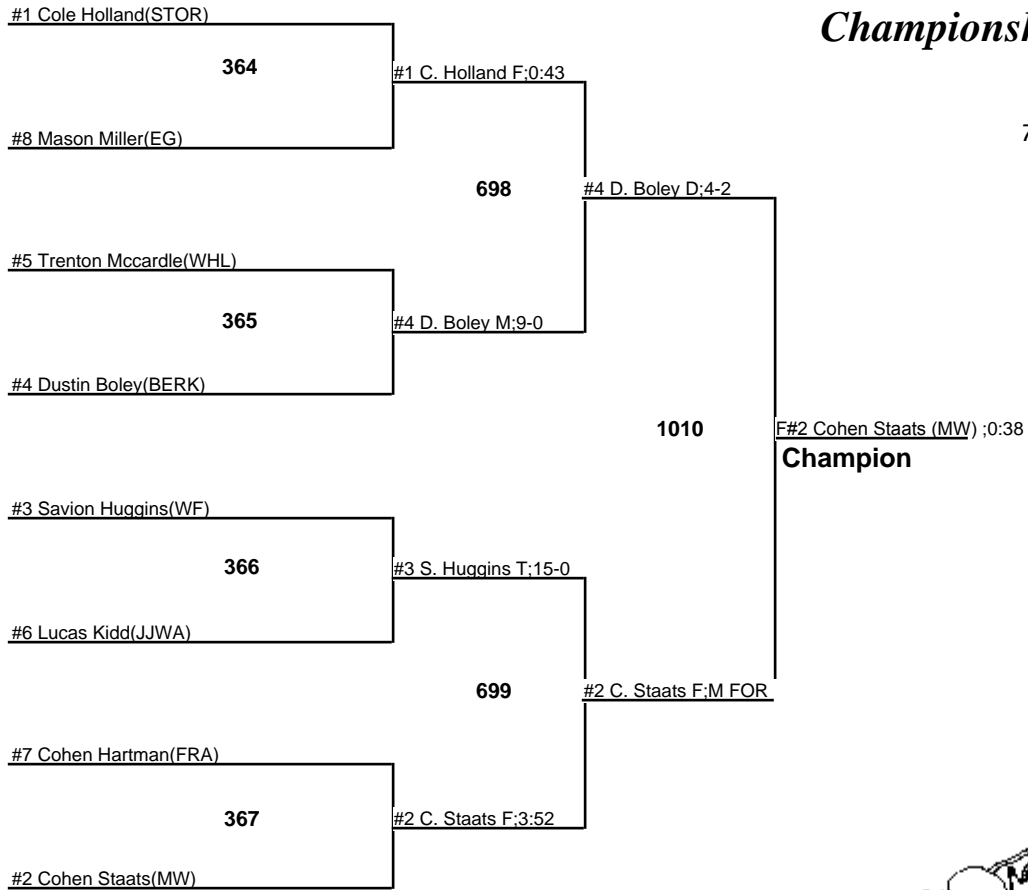 #1 Cole Holland(STOR)
364
#8 Mason Miller(EG)
#1 C. Holland F;0:43
698
#5 Trenton Mccardle(WHL)
365
#4 Dustin Boley(BERK)
#4 D. Boley M;9-0
#4 D. Boley D;4-2
1010
#3 Savion Huggins(WF)
366
#6 Lucas Kidd(JJWA)
#3 S. Huggins T;15-0
699
#7 Cohen Hartman(FRA)
367
#2 Cohen Staats(MW)
#2 C. Staats F;3:52
#2 C. Staats F;M FOR
F#2 Cohen Staats (MW) ;0:38
Champion